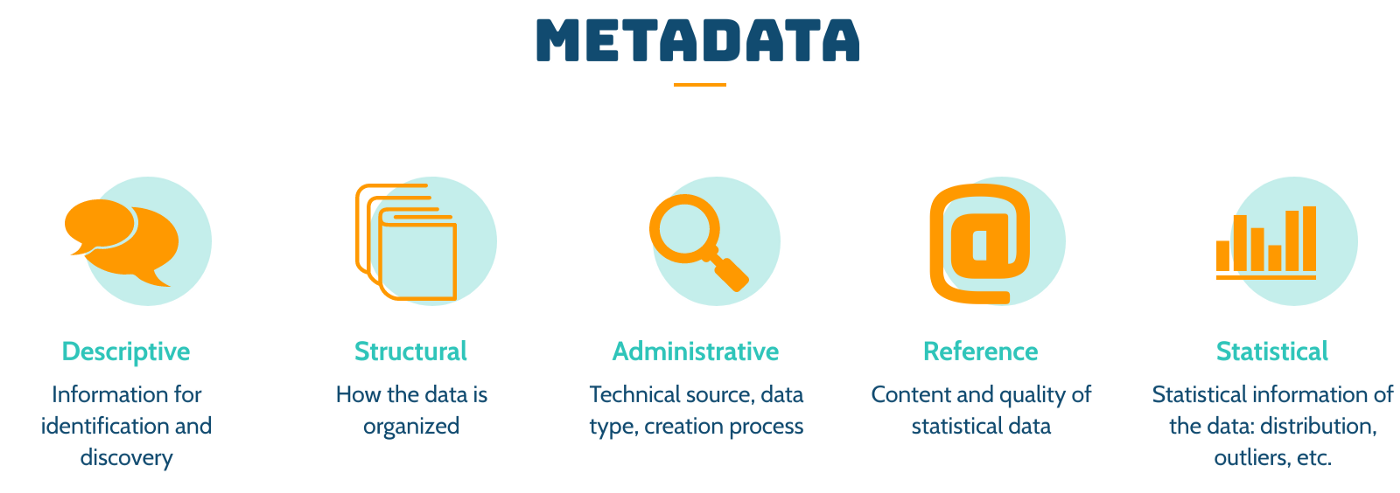 METADATA
Descriptive
Information for
identification and
discovery
Structural
How the data is
organized
Administrative
Technical source, data
type, creation process
Reference
Content and quality of
statistical data
Statistical
Statistical information of
the data: distribution,
outliers, etc.